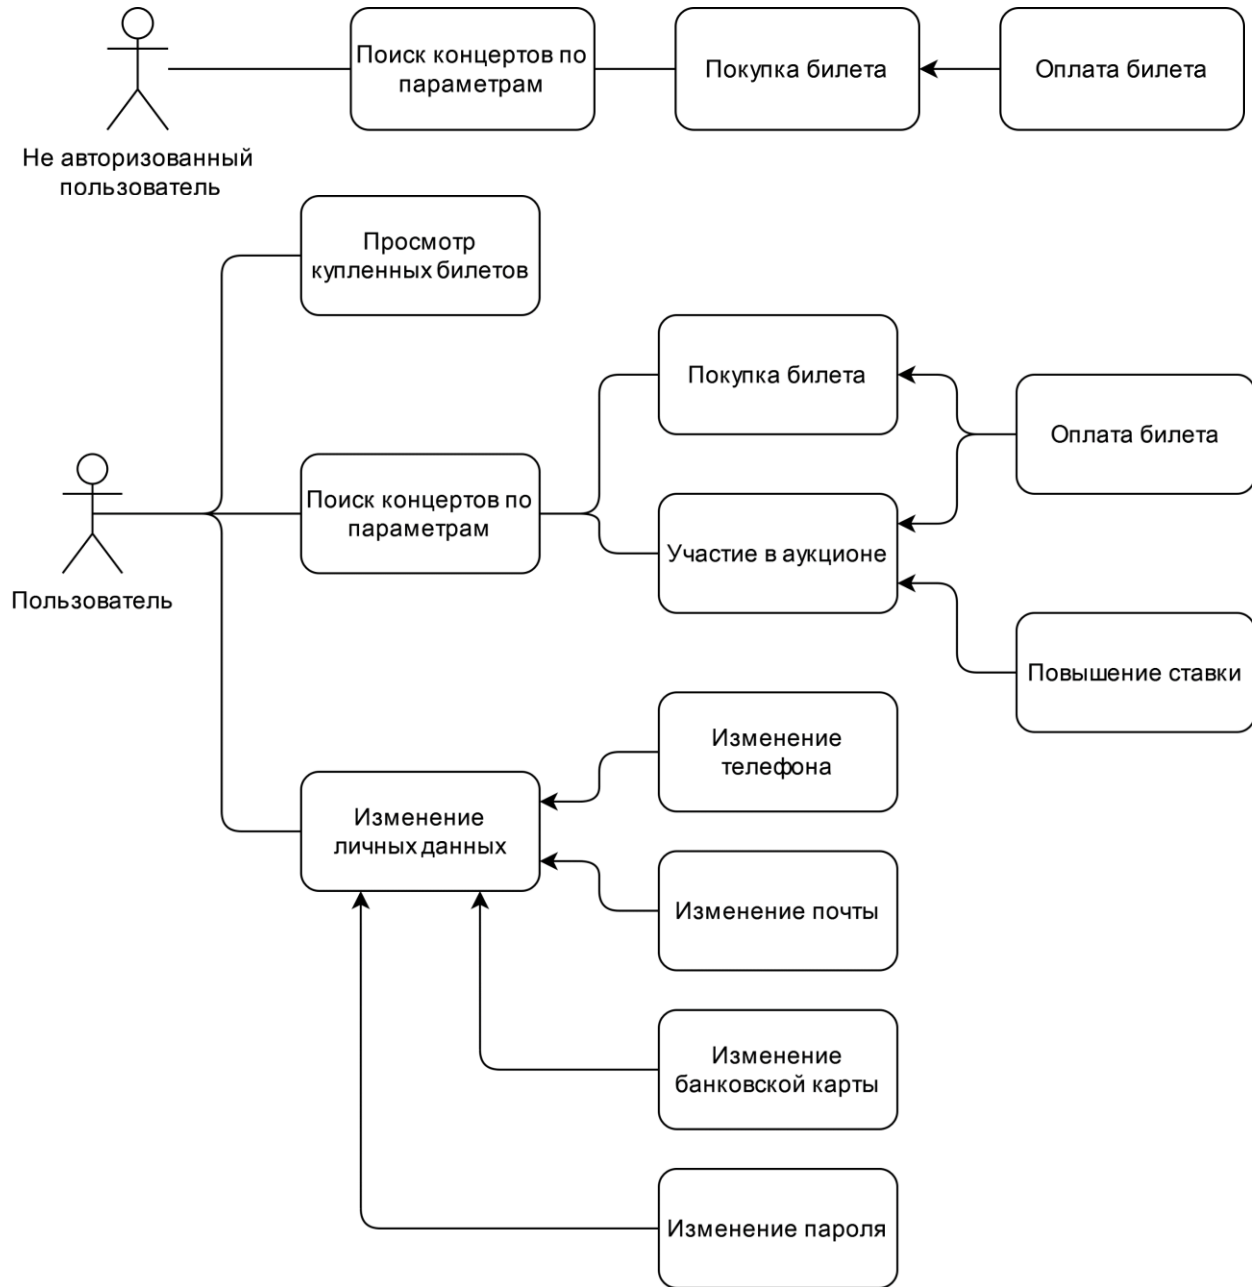 Поиск концертов по
параметрам
Покупка билета
Оплата билета
Не авторизованный
пользователь
Просмотр
купленных билетов
Покупка билета
Оплата билета
Поиск концертов по
параметрам
Участие в аукционе
Пользователь
Повышение ставки
Изменение
телефона
Изменение
личных данных
Изменение почты
Изменение
банковской карты
Изменение пароля